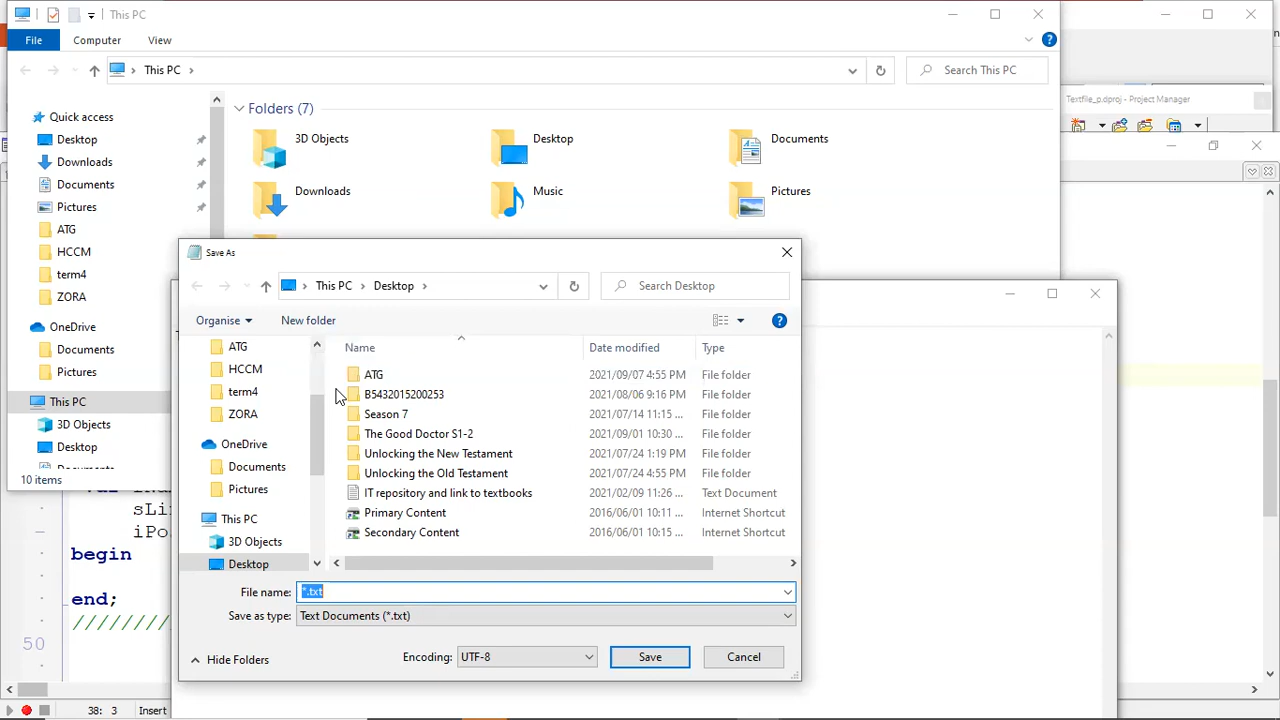 This PC
File Computer View
This PC
Search This PC
Quick access
Desktop
Downloads
Documents
Pictures
ATG
HCCM
term4
ZORA
OneDrive
Documents
Pictures
This PC
3D Objects
Desktop
10 items
Folders (7)
3D Objects
Desktop
Documents
Downloads
Music
Pictures
Testfile_p.dproj - Project Manager
Save As
This PC Desktop
Search Desktop
Organise New folder
ATG
HCCM
term4
ZORA
OneDrive
Documents
Pictures
This PC
3D Objects
Desktop
Name Date modified Type
ATG 2021/09/07 4:55 PM File folder
B5432015200253 2021/08/06 9:16 PM File folder
Season 7 2021/07/14 11:15 ... File folder
The Good Doctor S1-2 2021/09/01 10:30 ... File folder
Unlocking the New Testament 2021/07/24 1:19 PM File folder
Unlocking the Old Testament 2021/07/24 4:55 PM File folder
IT repository and link to textbooks 2021/02/09 11:26 ... Text Document
Primary Content 2016/06/01 10:11 ... Internet Shortcut
Secondary Content 2016/06/01 10:15 ... Internet Shortcut
File name: *.txt
Save as type: Text Documents (*.txt)
Hide Folders
Encoding: UTF-8
Save Cancel
sLi
iPo
begin
end;
/////////
50
38: 3 Insert